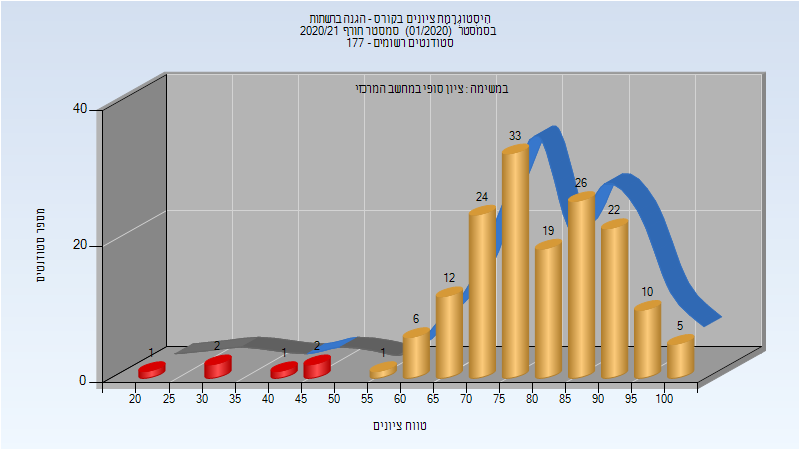 היסטוגרמת ציונים בקורס - הגנה ברשתות
בסמסטר (01/2020) סמסטר חורף 2020/21
סטודנטים רשומים - 177
במשימה : ציון סופי במחשב המרכזי
מספר סטודנטים
40
20
0
1
2
1
2
1
6
12
24
33
19
26
22
10
5
20 25 30 35 40 45 50 55 60 65 70 75 80 85 90 95 100
טווח ציונים